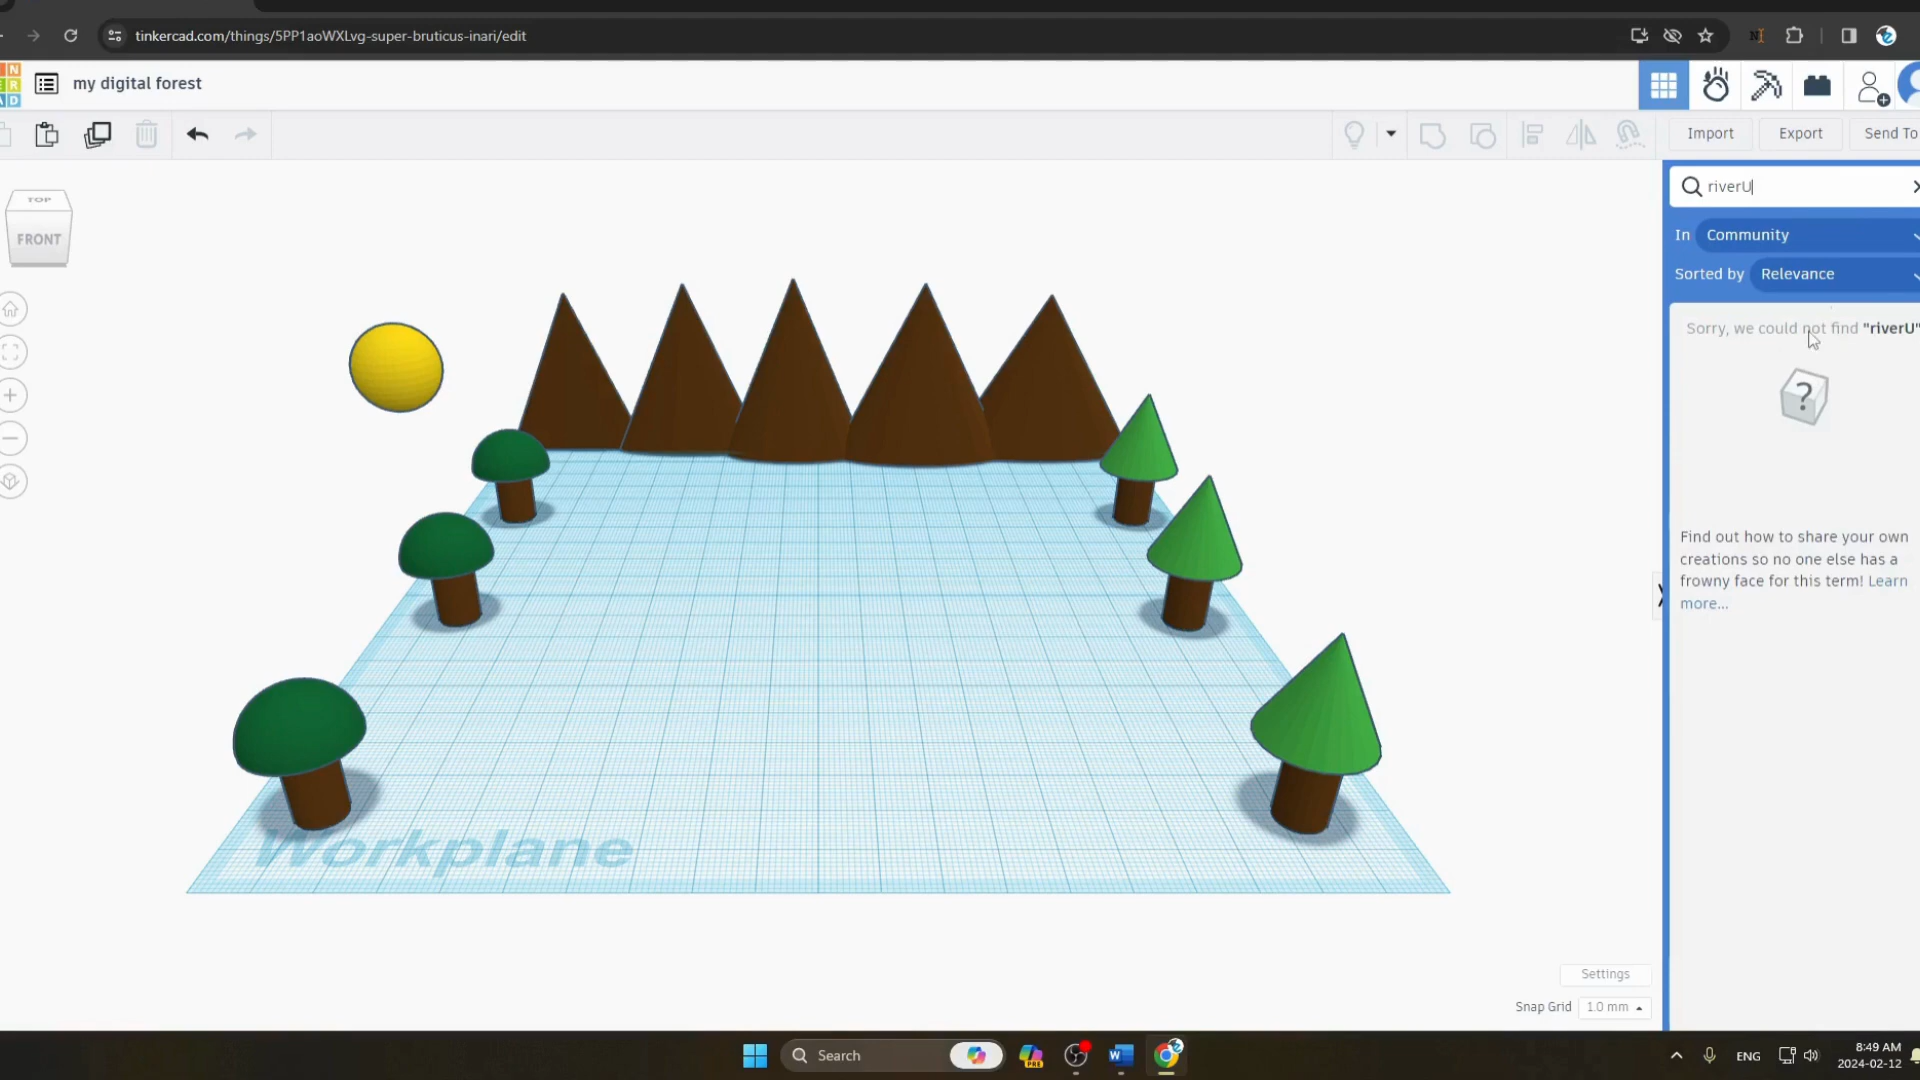 tinkercad.com/things/5PP1aoWXLvg-super-bruticus-inari/edit
my digital forest
Import
Export
Send To
TOP
FRONT
riverU
In Community
Sorted by Relevance
Sorry, we could not find "riverU"
?
Find out how to share your own
creations so no one else has a
frowny face for this term! Learn
more...
Workplane
Settings
Snap Grid 1.0 mm
Search
PRE
W
ENG
8:49 AM
2024-02-12